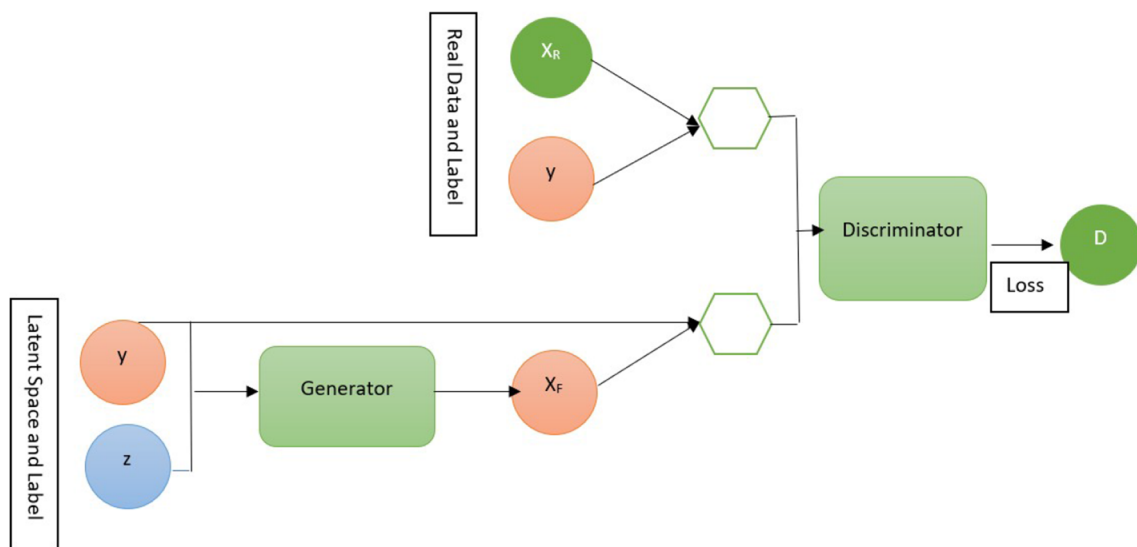 Real Data and Label
XR
y
Discriminator
D
Loss
Latent Space and Label
y
z
Generator
XF